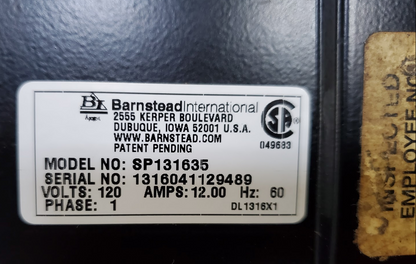 BarnsteadInternational
2555 KERPER BOULEVARD
DUBUQUE, IOWA 52001 U.S.A.
WWW.BARNSTEAD.COM
PATENT PENDING
049683
MODEL NO: SP131635
SERIAL NO: 1316041129489
VOLTS: 120 AMPS: 12.00 Hz: 60
PHASE: 1
DL1316X1
INSPECTED
EMPLOYEE NO